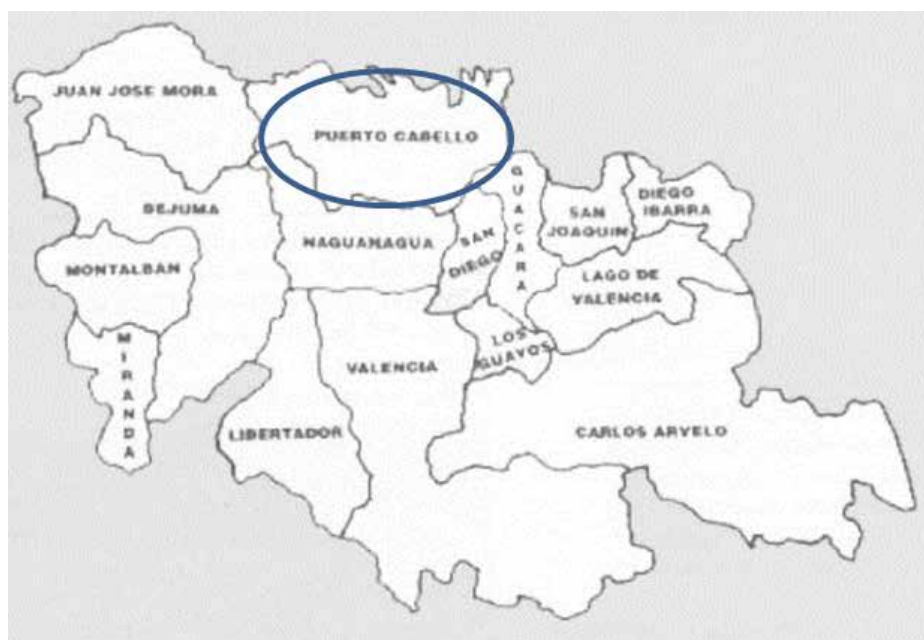 JUAN JOSE MORA
PUERTO CABELLO
GUACARA
DIEGO
IBARRA
SAN
JOAQUIN
BEJUMA
NAGUANAGUA
SAN
DIEGO
MONTALBAN
LAGO DE
VALENCIA
MIRANDA
LOS
GUAYOS
VALENCIA
LIBERTADOR
CARLOS ARVELO